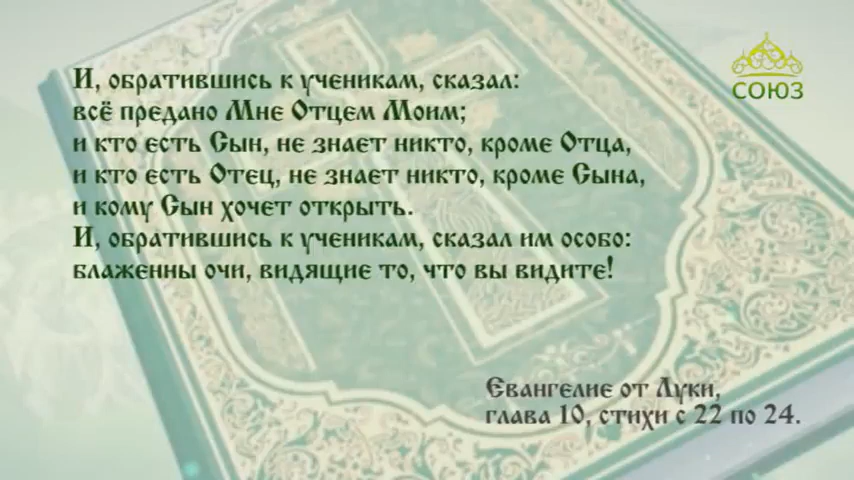 И, обратившись к ученикам, сказал:
всё предано Мне Отцем Моим;
и кто есть Сын, не знает никто, кроме Отца,
и кто есть Отец, не знает никто, кроме Сына,
и кому Сын хочет открыть.
И, обратившись к ученикам, сказал им особо:
блаженны очи, видящие то, что вы видите!
Евангелие от Луки,
глава 10, стихи с 22 по 24.
СОЮЗ